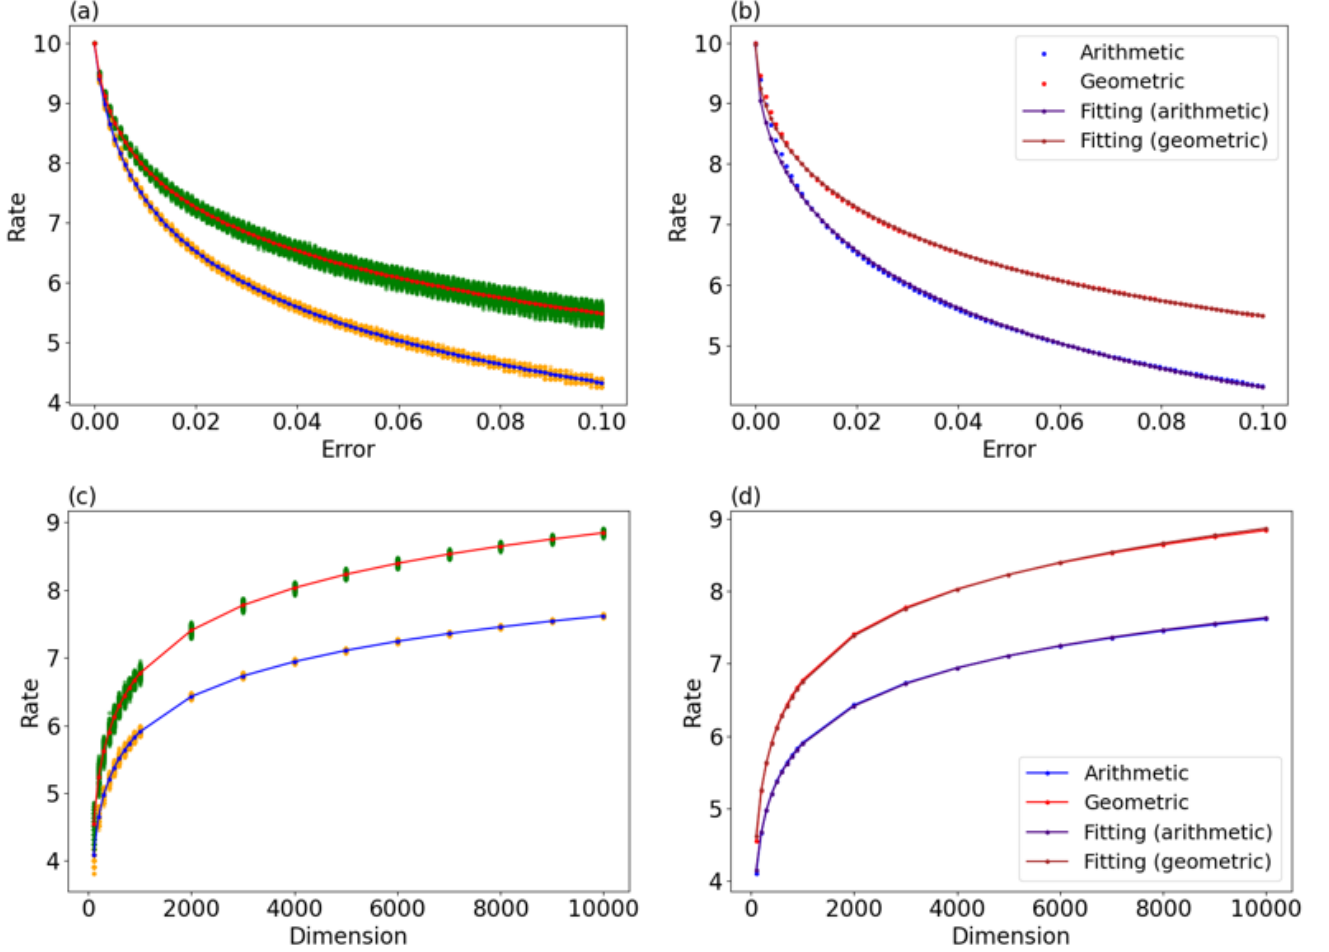 (a)
10
9
8
7
6
5
4
Rate
0.00 0.02 0.04 0.06 0.08 0.10
Error
(b)
10
9
8
7
6
5
Rate
Arithmetic
Geometric
Fitting (arithmetic)
Fitting (geometric)
0.00 0.02 0.04 0.06 0.08 0.10
Error
(c)
9
8
7
6
5
4
Rate
0 2000 4000 6000 8000 10000
Dimension
(d)
9
8
7
6
5
4
Rate
Arithmetic
Geometric
Fitting (arithmetic)
Fitting (geometric)
0 2000 4000 6000 8000 10000
Dimension